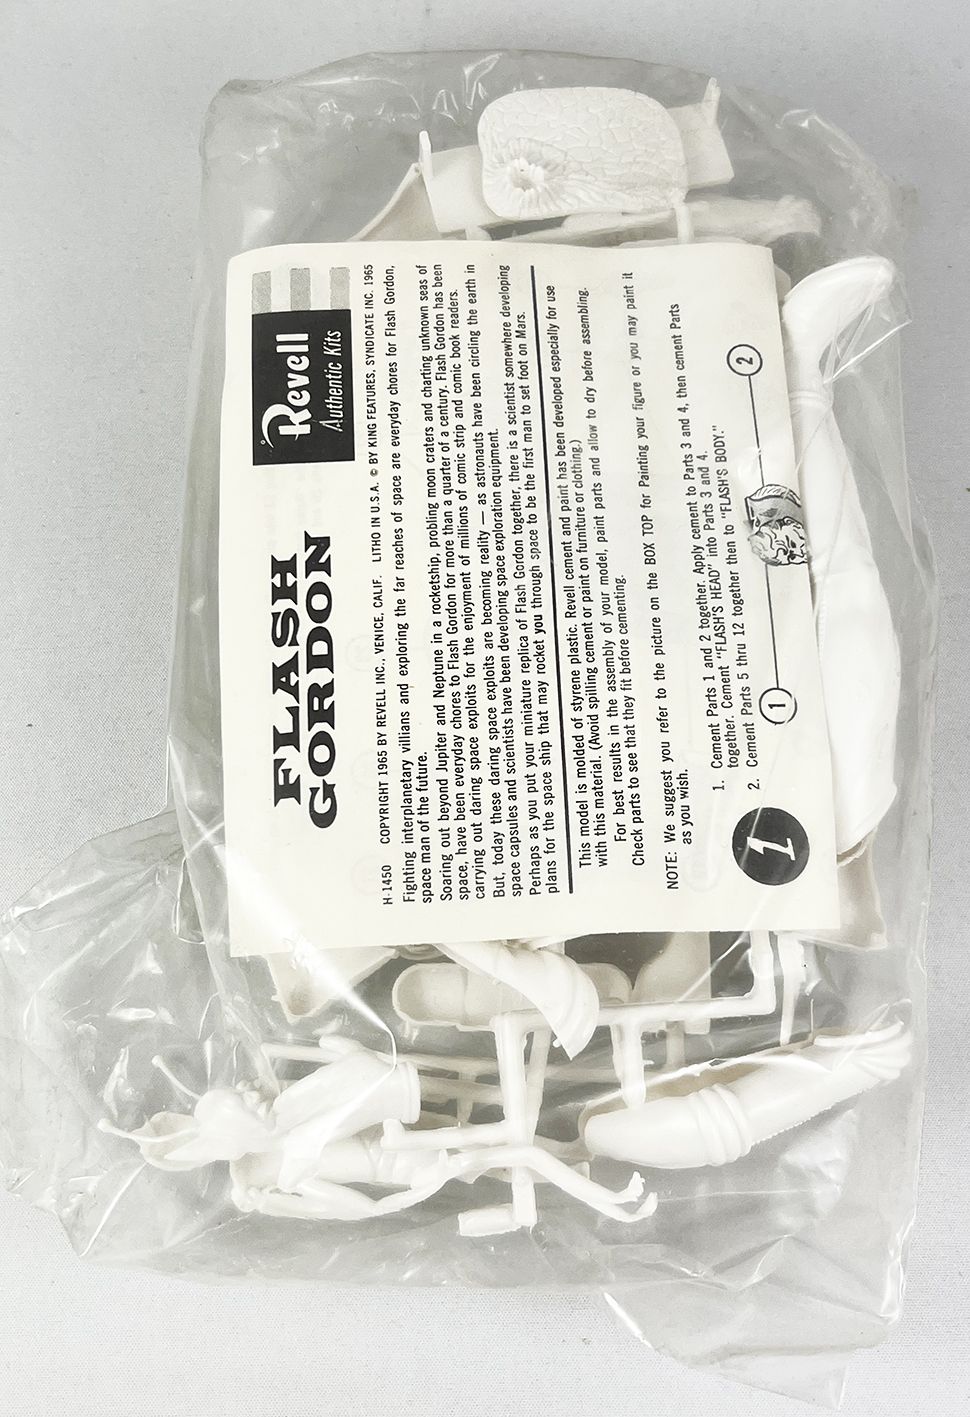 FLASH
GORDON
Revell
Authentic Kits
H-1450 COPYRIGHT 1965 BY REVELL INC., VENICE, CALIF. LITHO IN U.S.A. © BY KING FEATURES, SYNDICATE INC. 1965
Fighting interplanetary villians and exploring the far reaches of space are everyday chores for Flash Gordon,
space man of the future.
Soaring out beyond Jupiter and Neptune in a rocketship, probling moon craters and charting unknown seas of
space, have been everyday chores to Flash Gordon for more than a quarter of a century. Flash Gordon has been
carrying out daring space exploits for the enjoyment of millions of comic strip and comic book readers.
But, today these daring space exploits are becoming reality — as astronauts have been circling the earth in
space capsules and scientists have been developing space exploration equipment.
Perhaps as you put your miniature replica of Flash Gordon together, there is a scientist somewhere developing
plans for the space ship that may rocket you through space to be the first man to set foot on Mars.
This model is molded of styrene plastic. Revell cement and paint has been developed especially for use
with this material. (Avoid spilling cement or paint on furniture or clothing.)
For best results in the assembly of your model, paint parts and allow to dry before assembling.
Check parts to see that they fit before cementing.
NOTE: We suggest you refer to the picture on the BOX TOP for Painting your figure or you may paint it
as you wish.
1
1. Cement Parts 1 and 2 together. Apply cement to Parts 3 and 4, then cement Parts
together. Cement "FLASH'S HEAD" into Parts 3 and 4.
2. Cement Parts 5 thru 12 together then to "FLASH'S BODY."
1
2